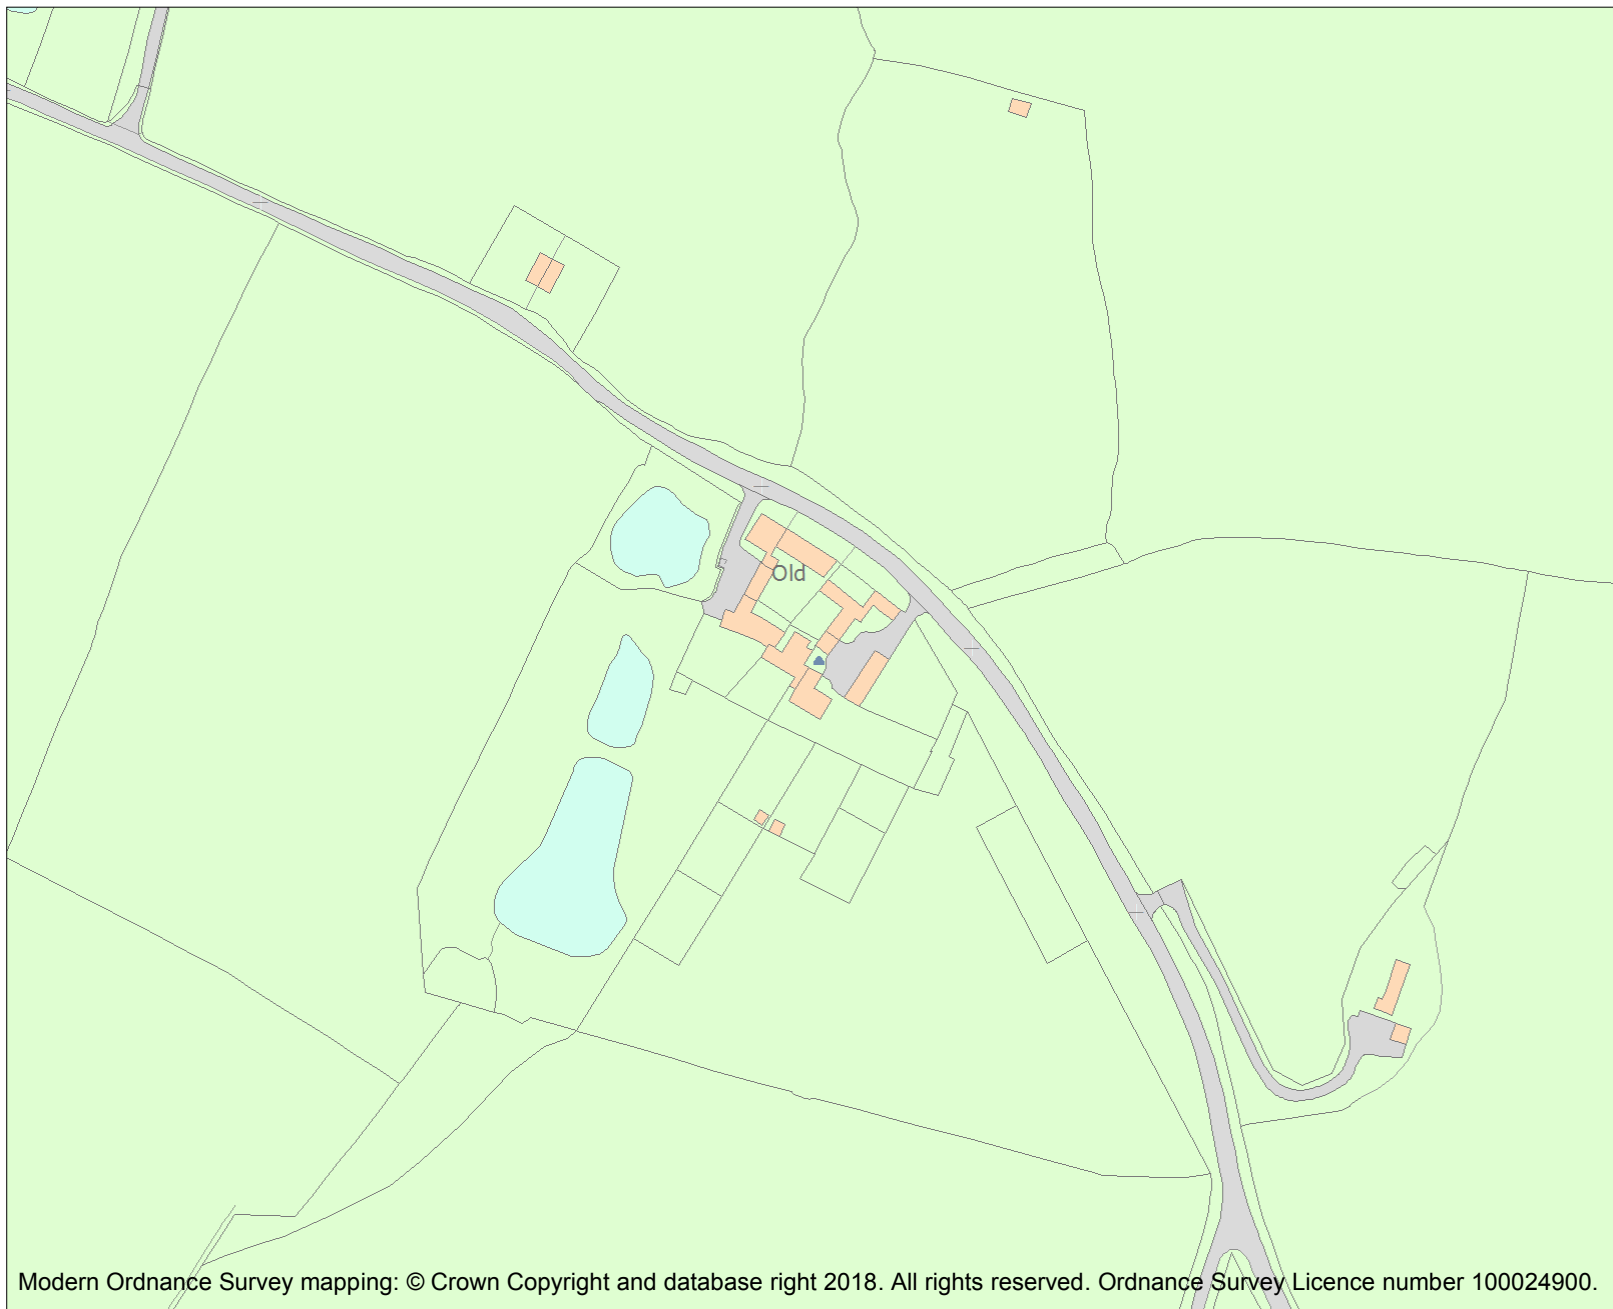 Old
Modern Ordnance Survey mapping: © Crown Copyright and database right 2018. All rights reserved. Ordnance Survey Licence number 100024900.